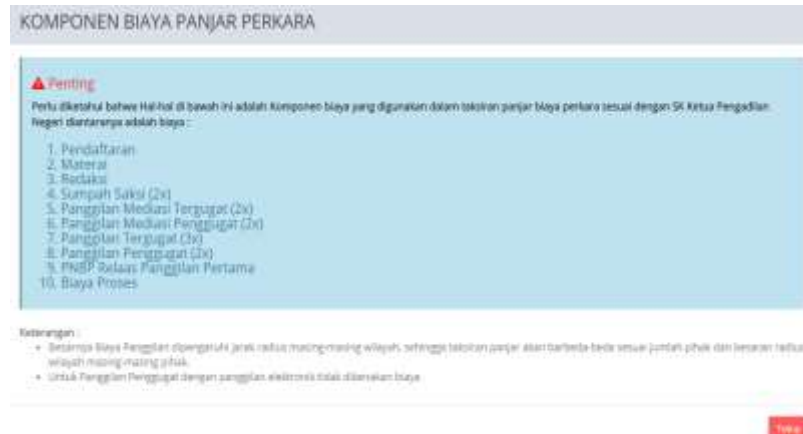 KOMPONEN BIAYA PANJAR PERKARA
Penting
Perlu diketahui bahwa Hal-hal di bawah ini adalah Komponen biaya yang digunakan dalam taksiran panjar biaya perkara sesuai dengan SK Ketua Pengadilan
Negeri diantaranya adalah biaya :
1. Pendaftaran
2. Materai
3. Redaksi
4. Sumpah Saksi (2x)
5. Panggilan Mediasi Tergugat (2x)
6. Panggilan Mediasi Penggugat (2x)
7. Panggilan Tergugat (3x)
8. Panggilan Penggugat (2x)
9. PNBP Relaas Panggilan Pertama
10. Biaya Proses
Keterangan :
Besarnya Biaya Panggilan dipengaruhi jarak radius masing-masing wilayah, sehingga taksiran panjar akan berbeda-beda sesuai jumlah pihak dan besaran radius
wilayah masing-masing pihak.
Untuk Panggilan Penggugat dengan panggilan elektronik tidak dikenakan biaya